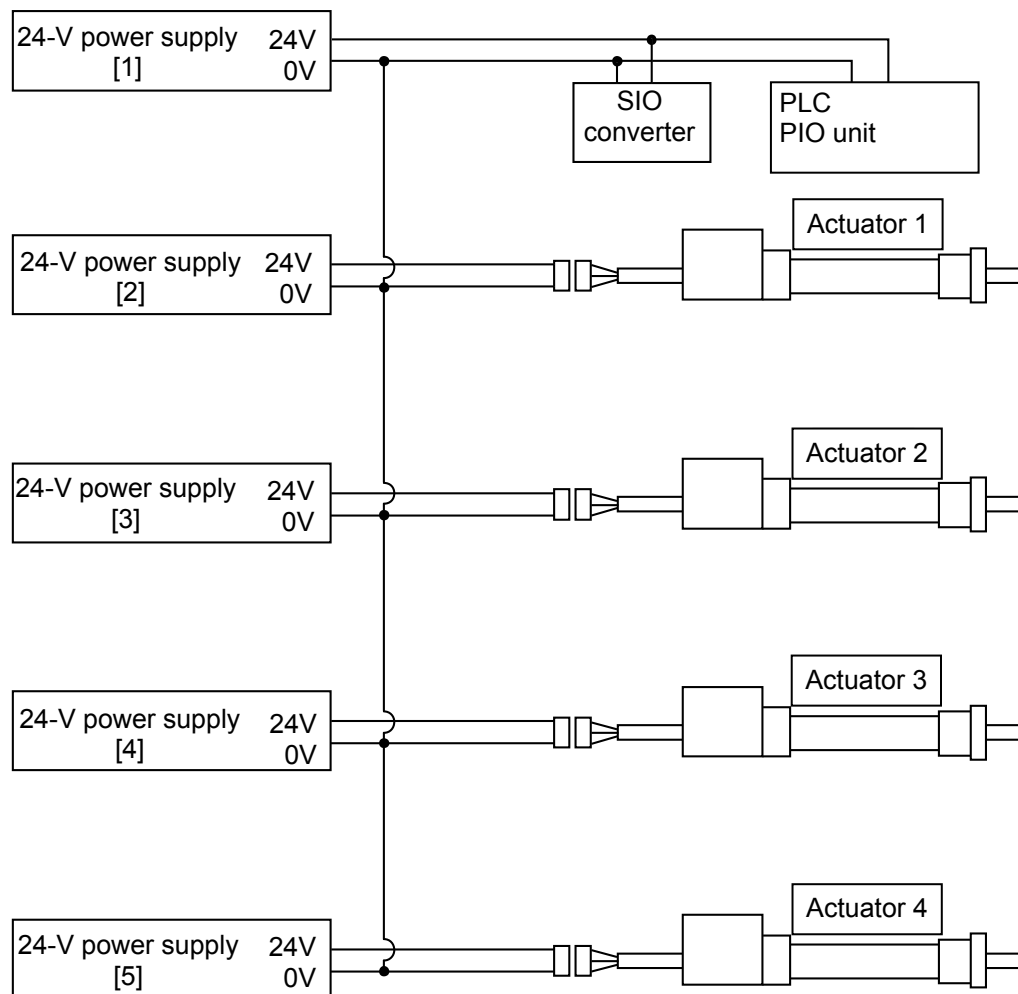 24-V power supply
[1]
24V
0V
SIO
converter
PLC
PIO unit
24-V power supply
[2]
24V
0V
Actuator 1
24-V power supply
[3]
24V
0V
Actuator 2
24-V power supply
[4]
24V
0V
Actuator 3
24-V power supply
[5]
24V
0V
Actuator 4